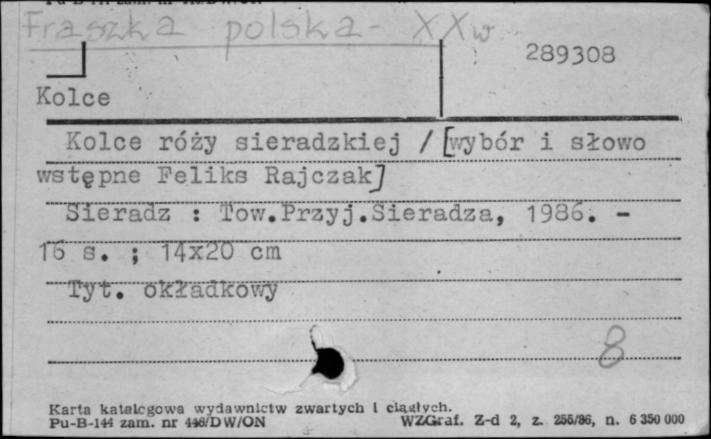 Fraszka polska - XXw
289308
Kolce
Kolce róży sieradzkiej / [wybór i słowo
wstępne Feliks Rajczak]
Sieradz : Tow.Przyj.Sieradza, 1986. -
16 s. ; 14x20 cm
Tyt. okładkowy
8
Karta katalogowa wydawnictw zwartych i ciągłych.
Pu-B-144 zam. nr 446/DW/ON WZGraf. Z-d 2, z. 255/86, n. 6 350 000